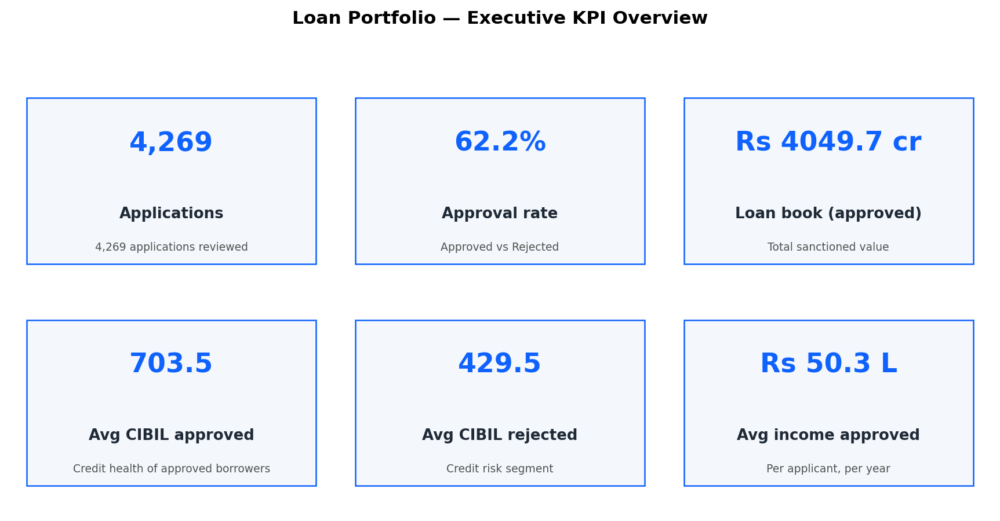 Loan Portfolio — Executive KPI Overview
4,269
Applications
4,269 applications reviewed
62.2%
Approval rate
Approved vs Rejected
Rs 4049.7 cr
Loan book (approved)
Total sanctioned value
703.5
Avg CIBIL approved
Credit health of approved borrowers
429.5
Avg CIBIL rejected
Credit risk segment
Rs 50.3 L
Avg income approved
Per applicant, per year